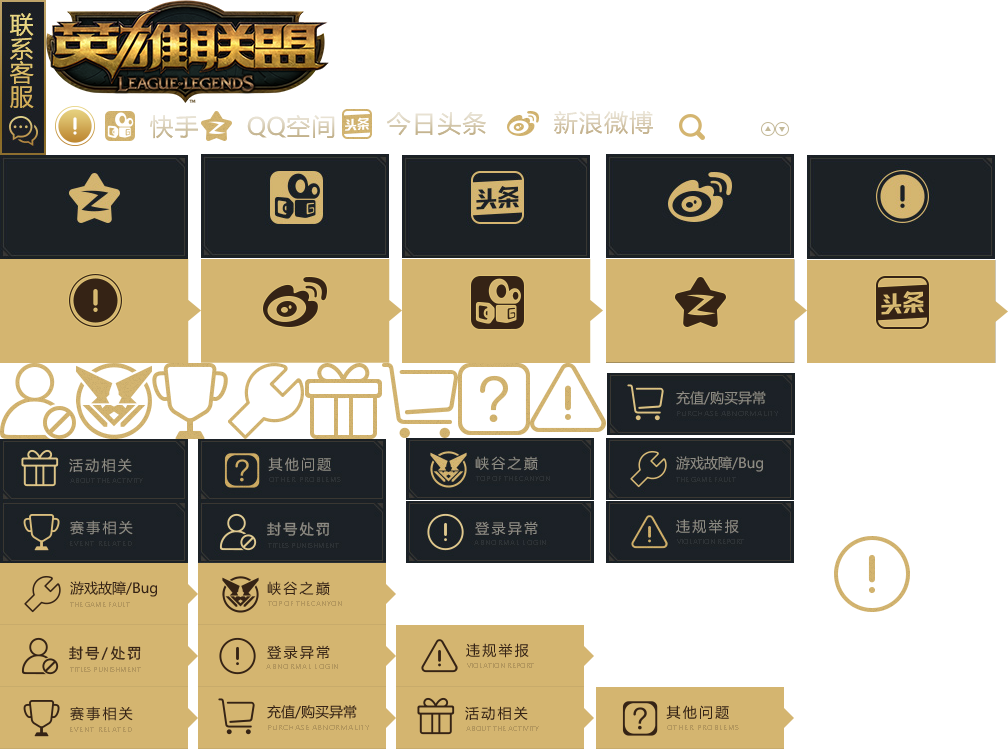 联系客服
英雄联盟
LEAGUE OF LEGENDS
TM
快手
QQ空间
头条
今日头条
新浪微博
头条
头条
充值/购买异常
PURCHASE ABNORMALITY
活动相关
ABOUT THE ACTIVITY
其他问题
OTHER PROBLEMS
峡谷之巅
TOP OF THECANYON
游戏故障/Bug
THE GAME FAULT
赛事相关
EVENT RELATED
封号处罚
TITLES PUNISHMENT
登录异常
ABNORMAL LOGIN
违规举报
VIOLATION REPORT
游戏故障/Bug
THE GAME FAULT
峡谷之巅
TOP OF THECANYON
封号/处罚
TITLES PUNISHMENT
登录异常
ABNORMAL LOGIN
违规举报
VIOLATION REPORT
赛事相关
EVENT RELATED
充值/购买异常
PURCHASE ABNORMALITY
活动相关
ABOUT THE ACTIVITY
其他问题
OTHER PROBLEMS